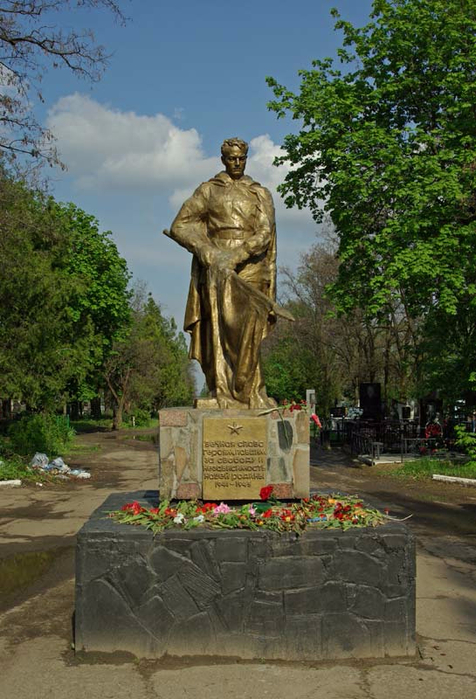 Вечная слава
героям, павшим
за свободу и
независимость
нашей Родины
1941-1945